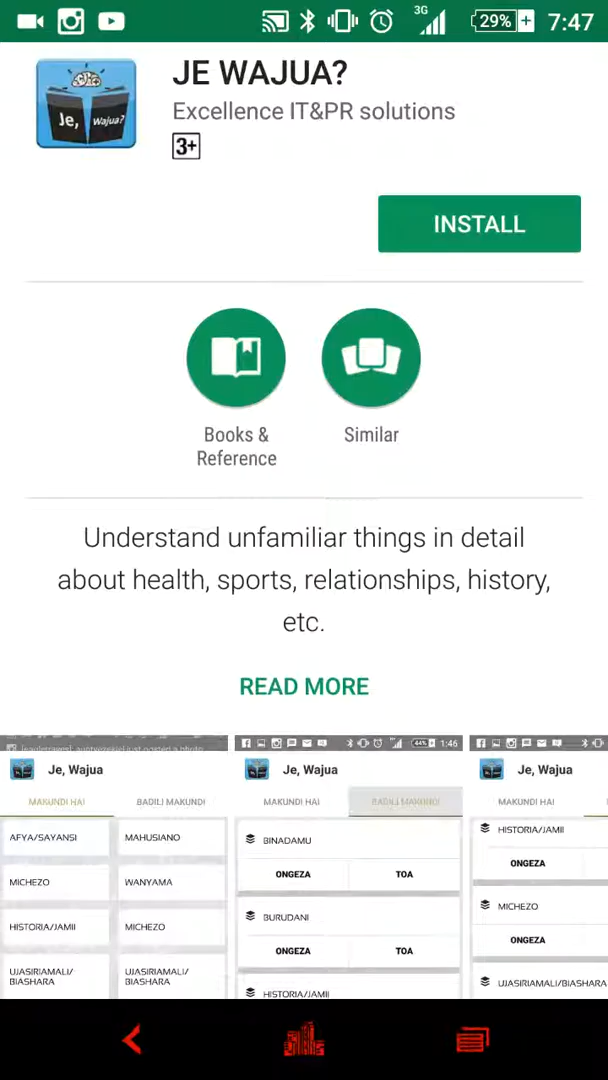 3G 29% 7:47
JE WAJUA?
Je, Wajua?
Excellence IT&PR solutions
3+
INSTALL
Books &
Reference
Similar
Understand unfamiliar things in detail
about health, sports, relationships, history,
etc.
READ MORE
Je, Wajua
MAKUNDI HAI BADILI MAKUNDI
AFYA/SAYANSI MAHUSIANO
MICHEZO WANYAMA
HISTORIA/JAMII MICHEZO
UJASIRIAMALI/
BIASHARA
UJASIRIAMALI/
BIASHARA
44% 1:46
Je, Wajua
MAKUNDI HAI BADILI MAKUNDI
BINADAMU
ONGEZA TOA
BURUDANI
ONGEZA TOA
HISTORIA/JAMII
Je, Wajua
MAKUNDI HAI
HISTORIA/JAMII
ONGEZA
MICHEZO
ONGEZA
UJASIRIAMALI/BIASHARA